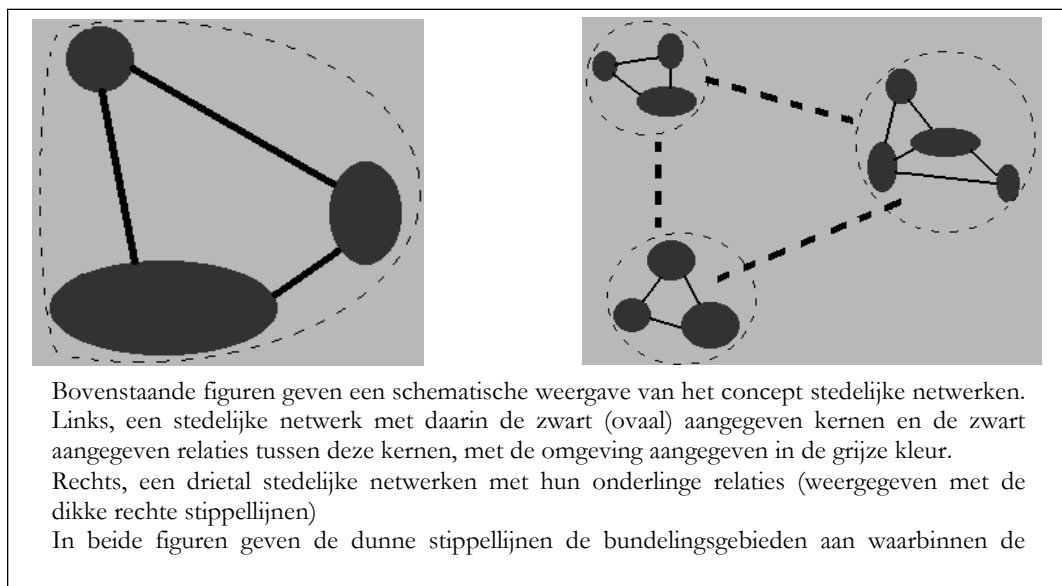 Bovenstaande figuren geven een schematische weergave van het concept stedelijke netwerken.
Links, een stedelijke netwerk met daarin de zwart (ovaal) aangegeven kernen en de zwart
aangegeven relaties tussen deze kernen, met de omgeving aangegeven in de grijze kleur.
Rechts, een drietal stedelijke netwerken met hun onderlinge relaties (weergegeven met de
dikke rechte stippellijnen)
In beide figuren geven de dunne stippellijnen de bundelingsgebieden aan waarbinnen de